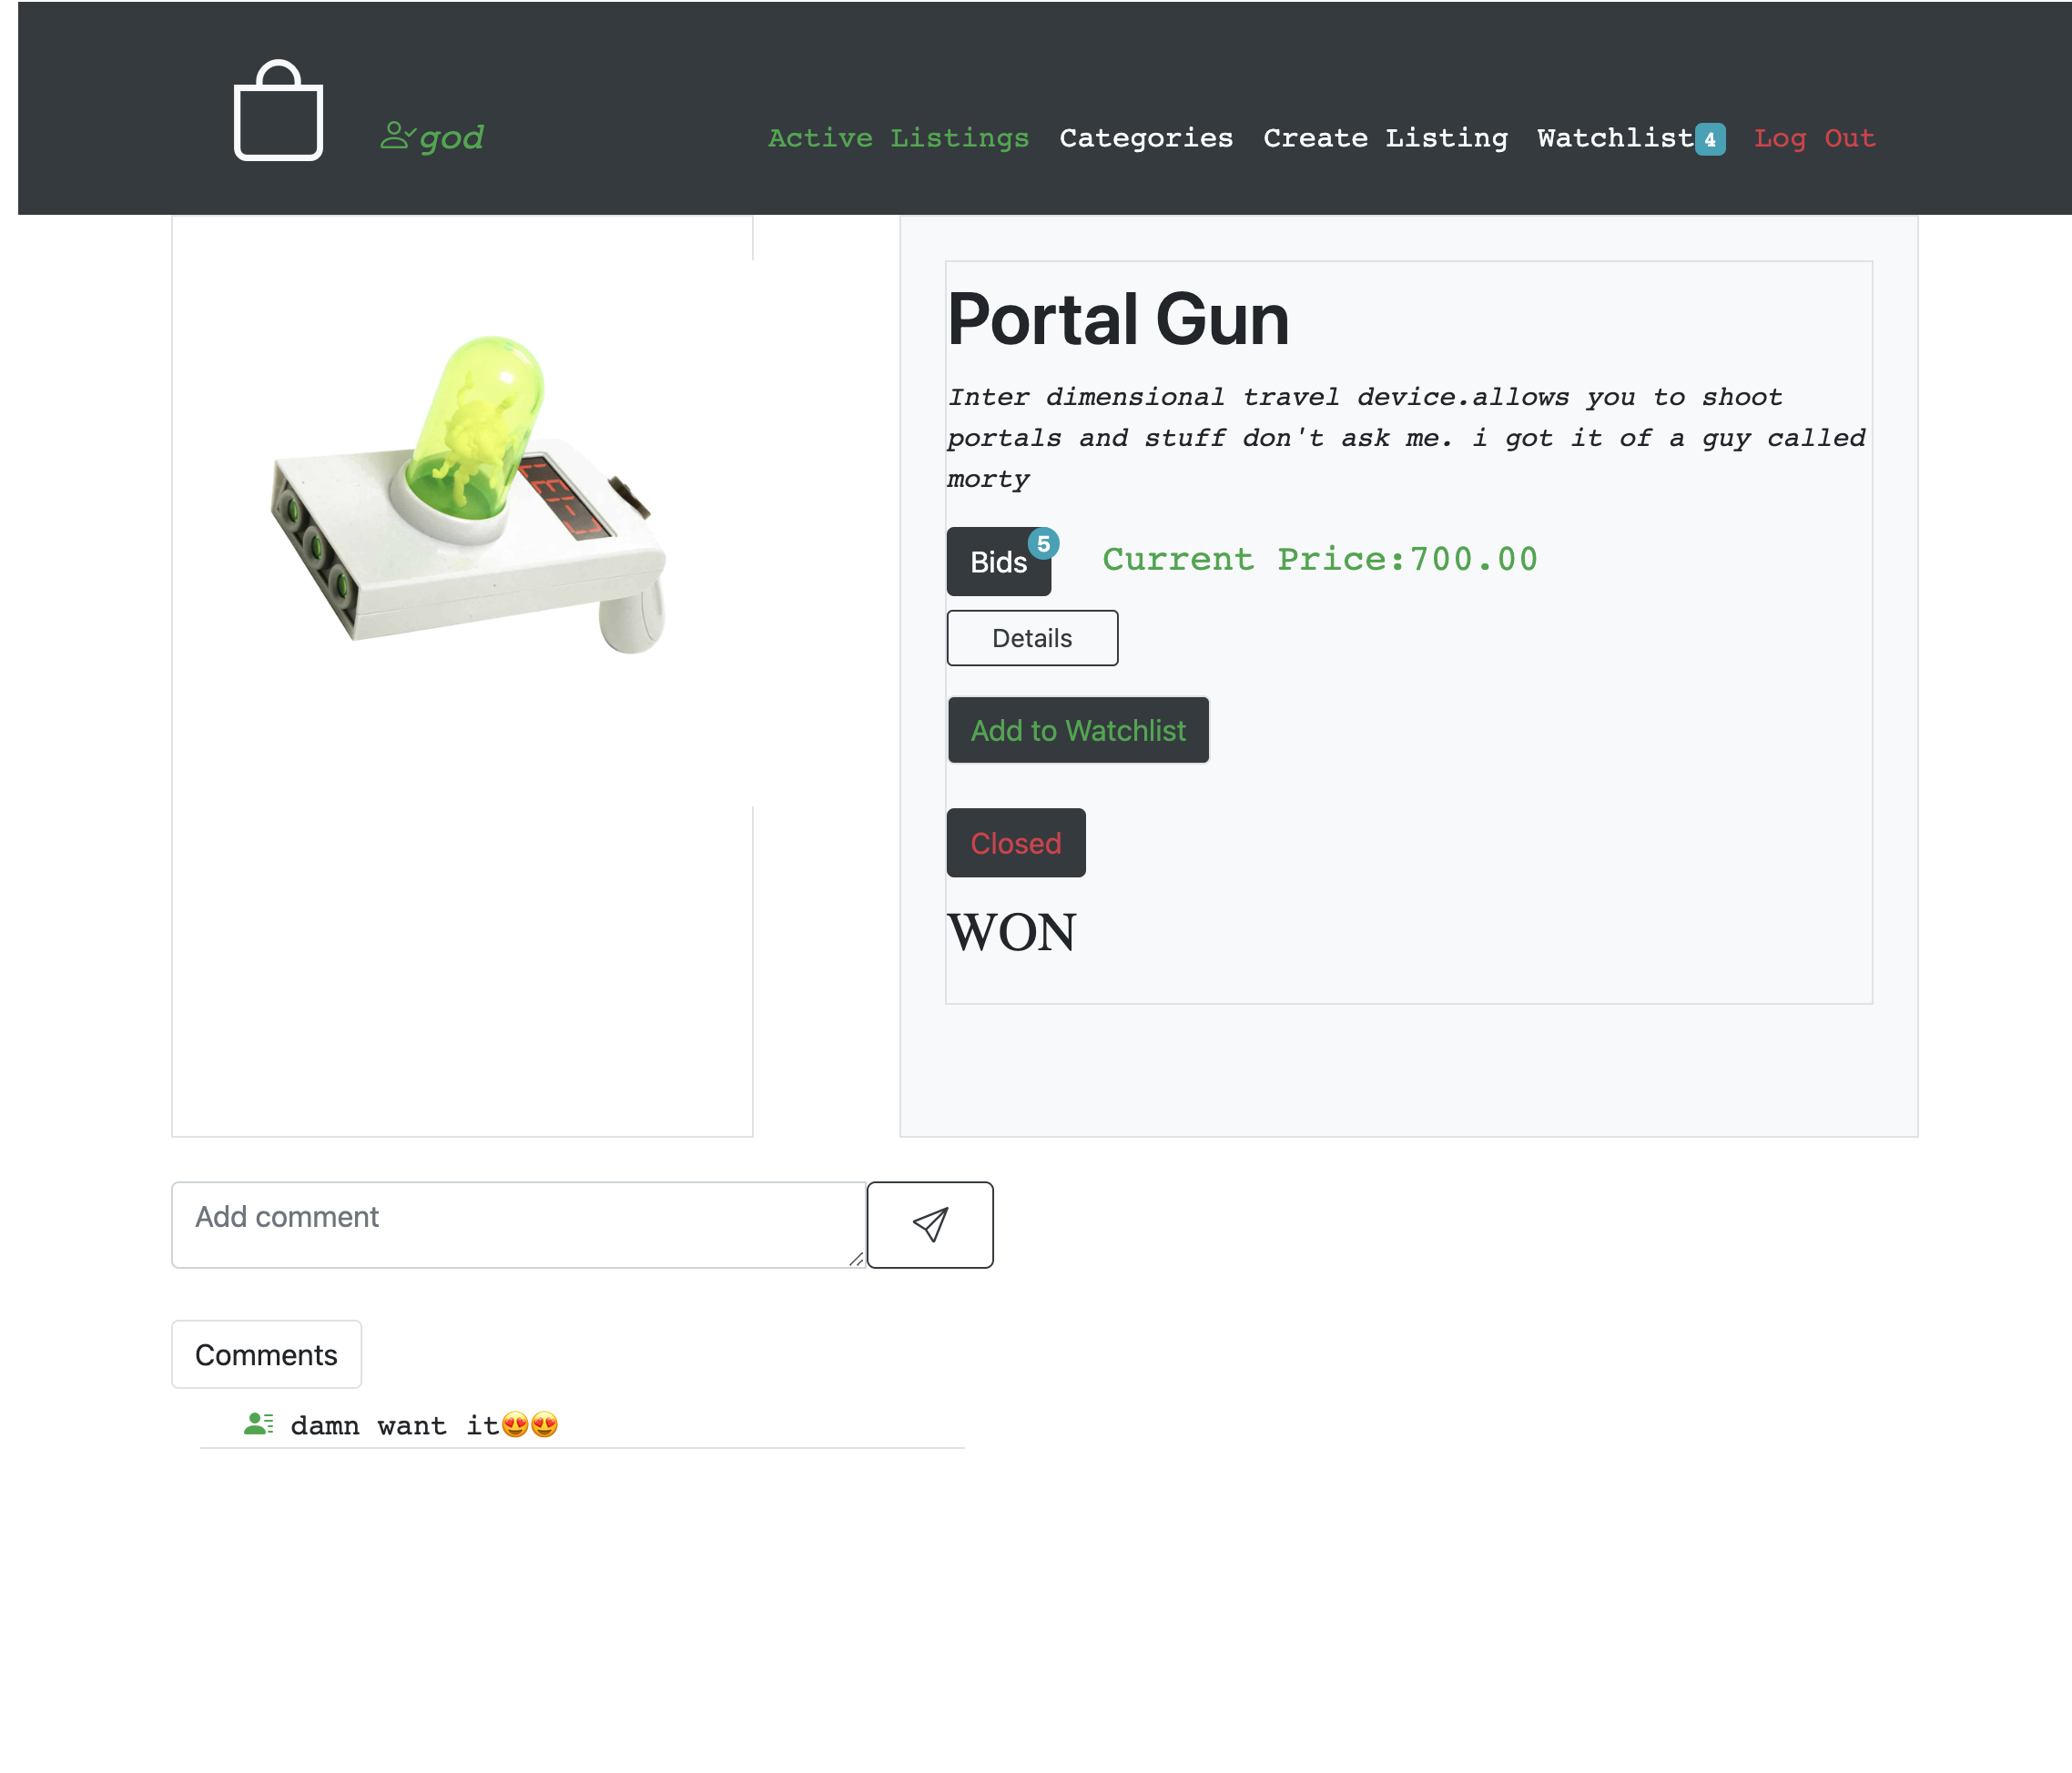 god
Active Listings Categories Create Listing Watchlist 4 Log Out
Portal Gun
Inter dimensional travel device.allows you to shoot
portals and stuff don't ask me. i got it of a guy called
morty
Bids 5 Current Price:700.00
Details
Add to Watchlist
Closed
WON
Add comment
Comments
damn want it😍😍